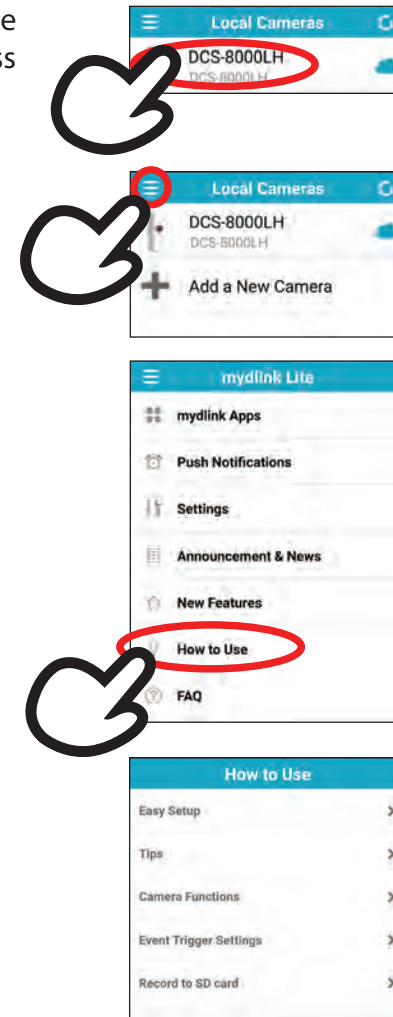 Local Cameras
DCS-8000LH
DCS-8000LH
Local Cameras
DCS-8000LH
DCS-8000LH
Add a New Camera
mydlink Lite
mydlink Apps
Push Notifications
Settings
Announcement & News
New Features
How to Use
FAQ
How to Use
Easy Setup
Tips
Camera Functions
Event Trigger Settings
Record to SD card